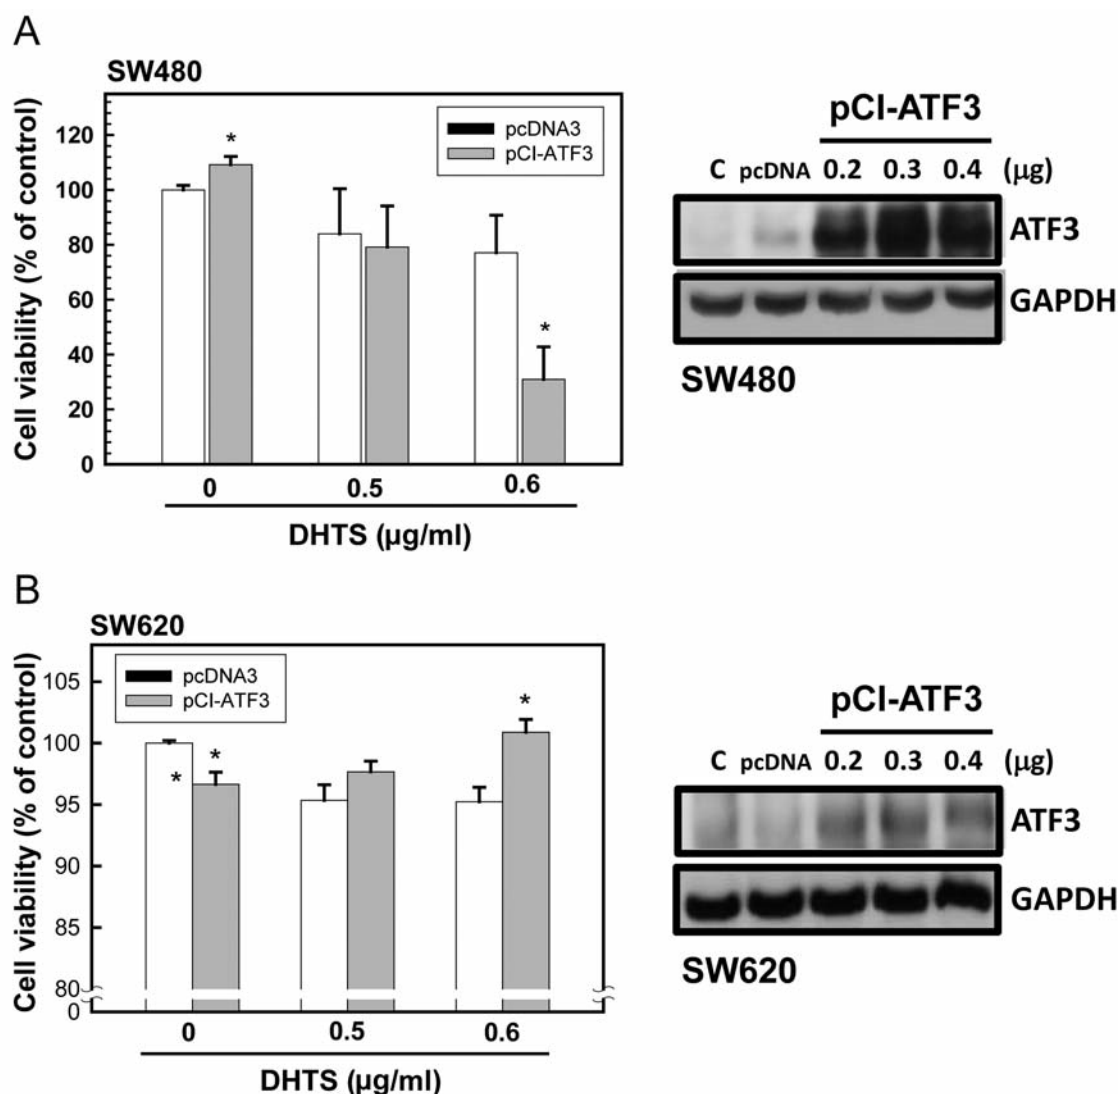 A
SW480
Cell viability (% of control)
120
100
80
60
40
20
0
pcDNA3
pCI-ATF3
*
*
0 0.5 0.6
DHTS (µg/ml)
pCI-ATF3
C pcDNA 0.2 0.3 0.4 (µg)
ATF3
GAPDH
SW480
B
SW620
Cell viability (% of control)
105
100
95
90
85
80
0
pcDNA3
pCI-ATF3
*
*
*
0 0.5 0.6
DHTS (µg/ml)
pCI-ATF3
C pcDNA 0.2 0.3 0.4 (µg)
ATF3
GAPDH
SW620